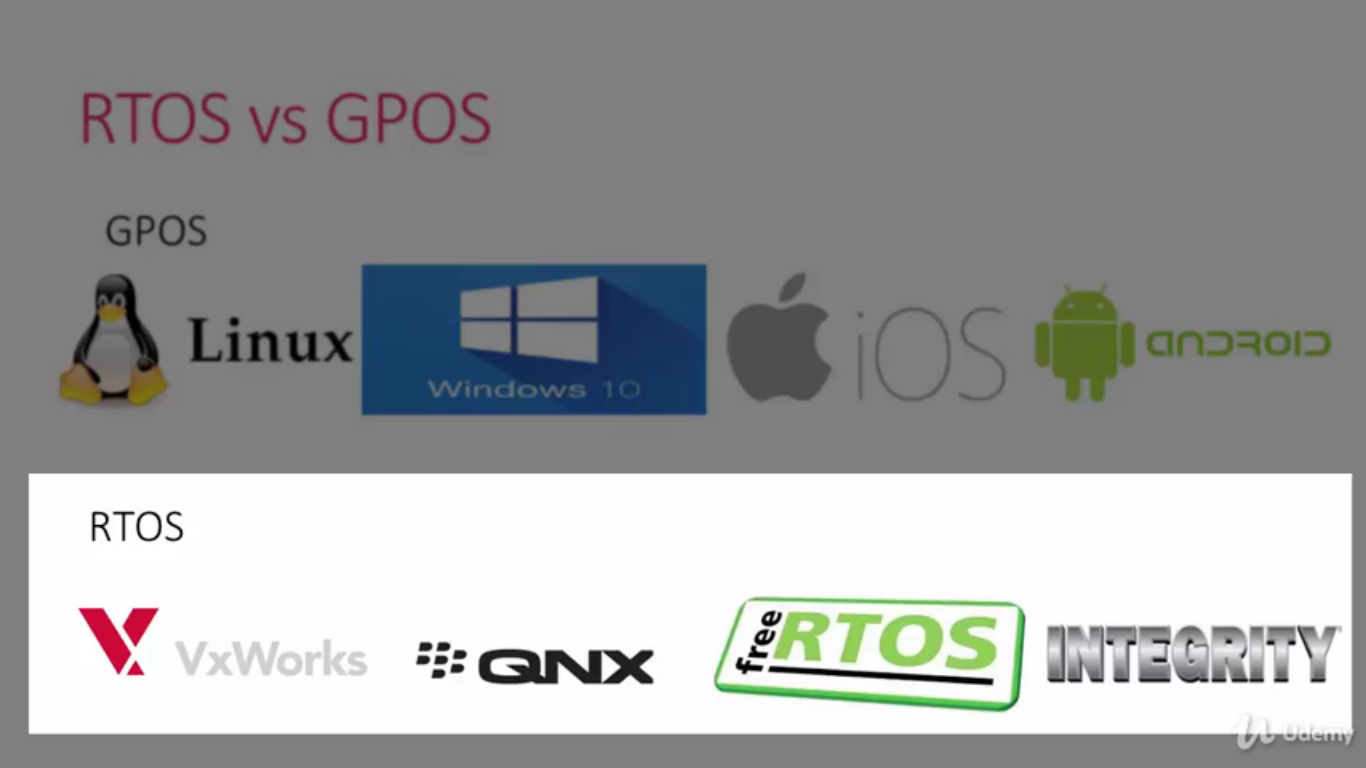 RTOS vs GPOS
GPOS
Linux
Windows 10
iOS
android
RTOS
VxWorks
QNX
free RTOS
INTEGRITY
Udemy